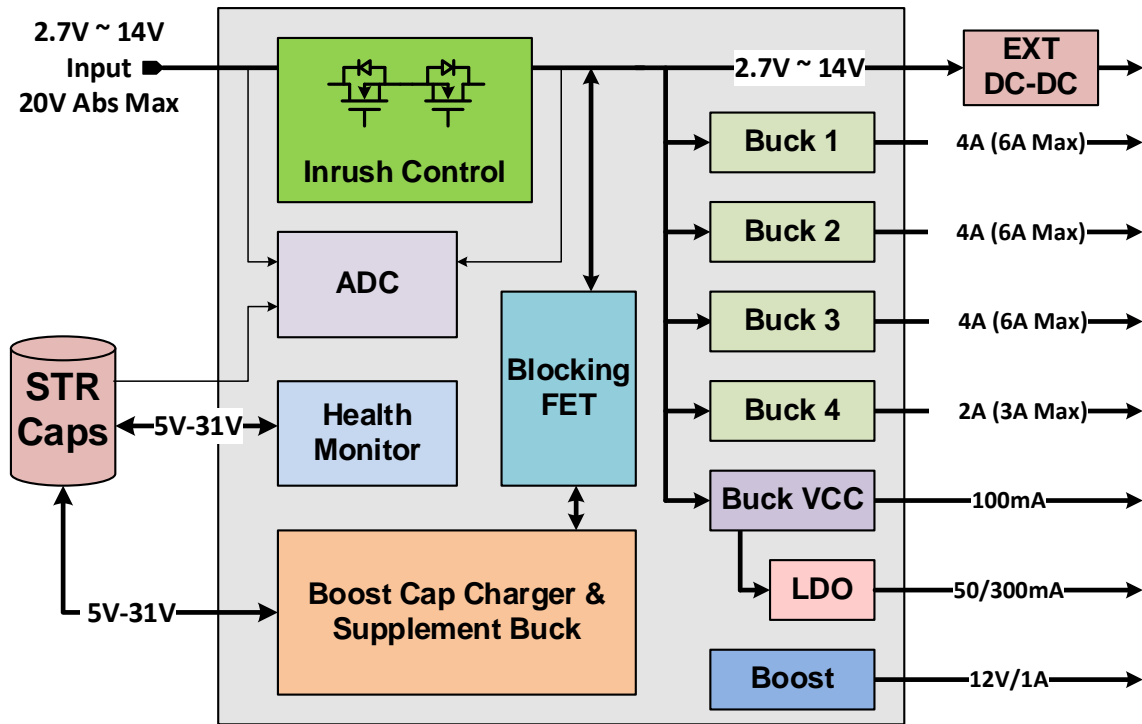 2.7V ~ 14V
Input
20V Abs Max
Inrush Control
2.7V ~ 14V
EXT
DC-DC
Buck 1
4A (6A Max)
Buck 2
4A (6A Max)
ADC
Buck 3
4A (6A Max)
Blocking
FET
STR
Caps
5V-31V
Health
Monitor
Buck 4
2A (3A Max)
Buck VCC
100mA
LDO
50/300mA
Boost Cap Charger &
Supplement Buck
5V-31V
Boost
12V/1A